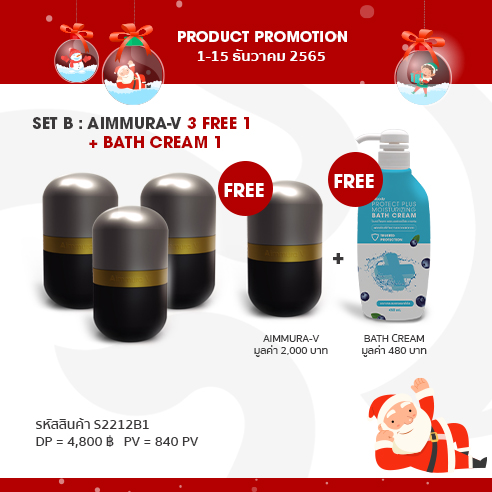 PRODUCT PROMOTION
1-15 ธันวาคม 2565
SET B : AIMMURA-V 3 FREE 1
+ BATH CREAM 1
FREE
FREE
PROTECT PLUS
MOISTURIZING
BATH CREAM
PROTECTION
+
AIMMURA-V
มูลค่า 2,000 บาท
BATH CREAM
มูลค่า 480 บาท
รหัสสินค้า S2212B1
DP = 4,800 ฿ PV = 840 PV